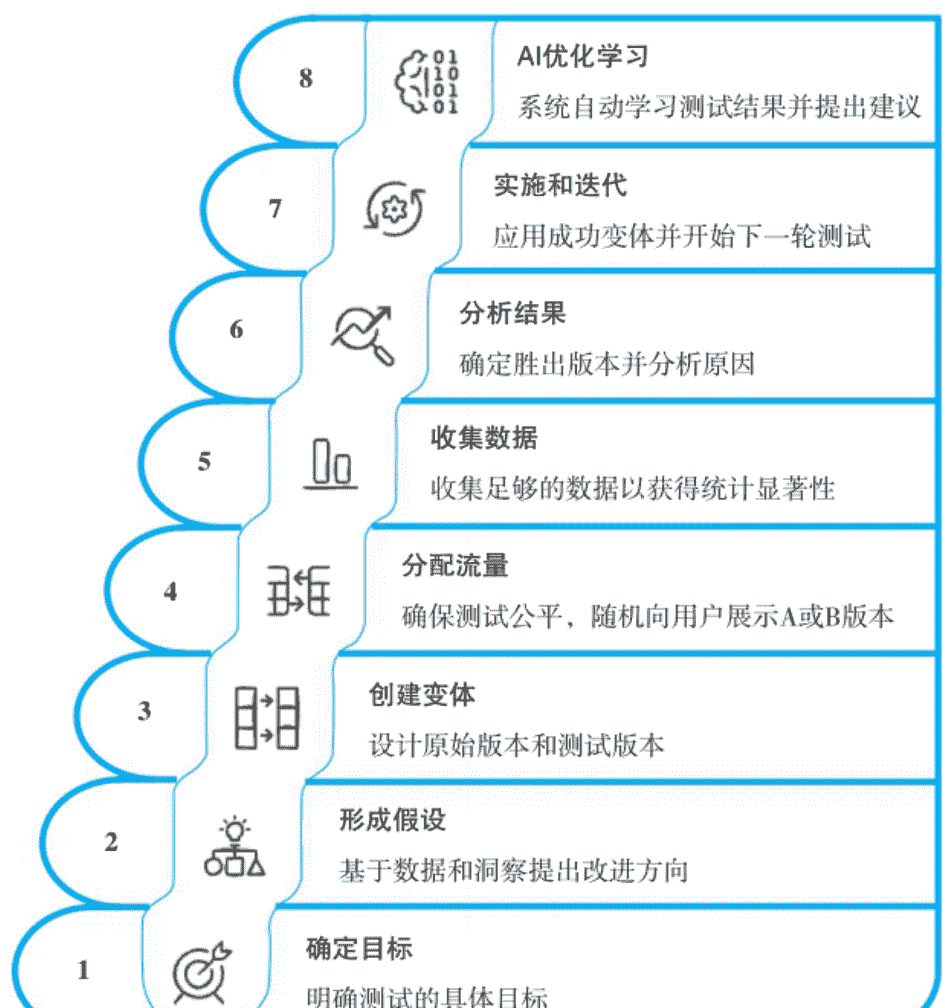 8
AI优化学习
系统自动学习测试结果并提出建议
7
实施和迭代
应用成功变体并开始下一轮测试
6
分析结果
确定胜出版本并分析原因
5
收集数据
收集足够的数据以获得统计显著性
4
分配流量
确保测试公平，随机向用户展示A或B版本
3
创建变体
设计原始版本和测试版本
2
形成假设
基于数据和洞察提出改进方向
1
确定目标
明确测试的具体目标
01
10
01
01